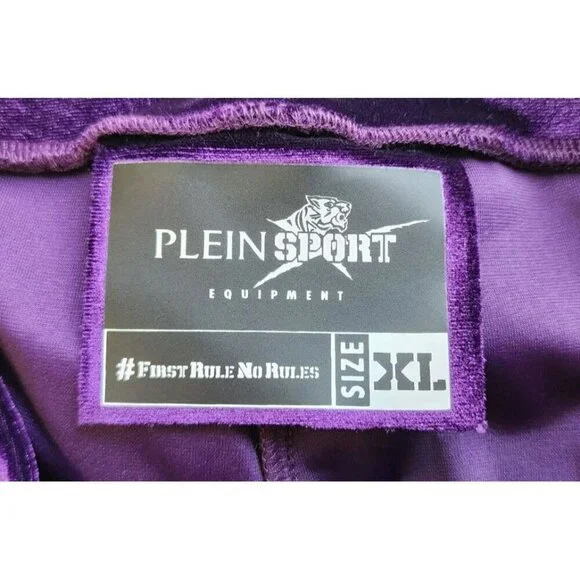 PLEIN SPORT
EQUIPMENT
#FIRST RULE NO RULES
SIZE XL